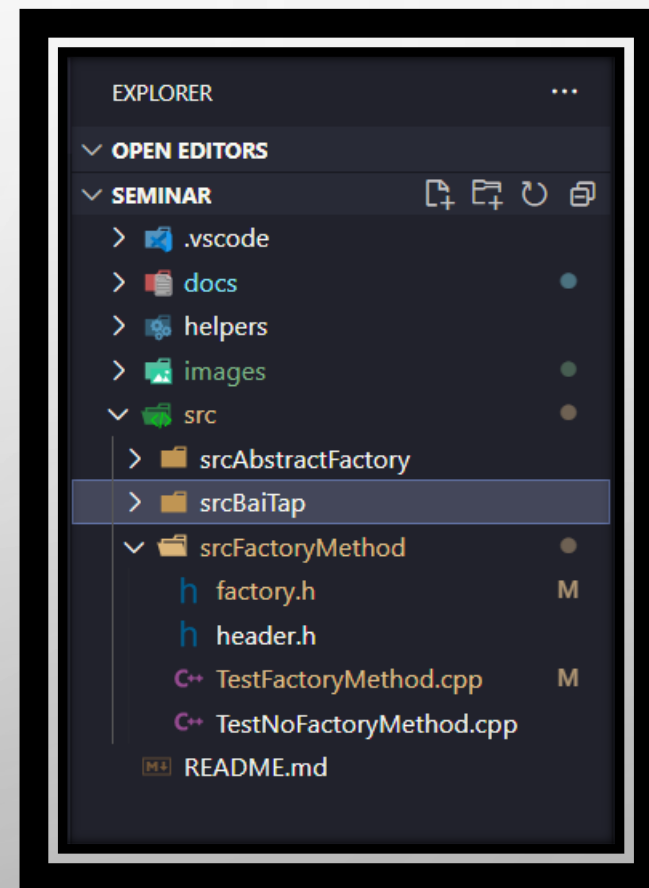 EXPLORER ...
OPEN EDITORS
SEMINAR
.vscode
docs
helpers
images
src
srcAbstractFactory
srcBaiTap
srcFactoryMethod
h factory.h M
h header.h
C++ TestFactoryMethod.cpp M
C++ TestNoFactoryMethod.cpp
M↓ README.md